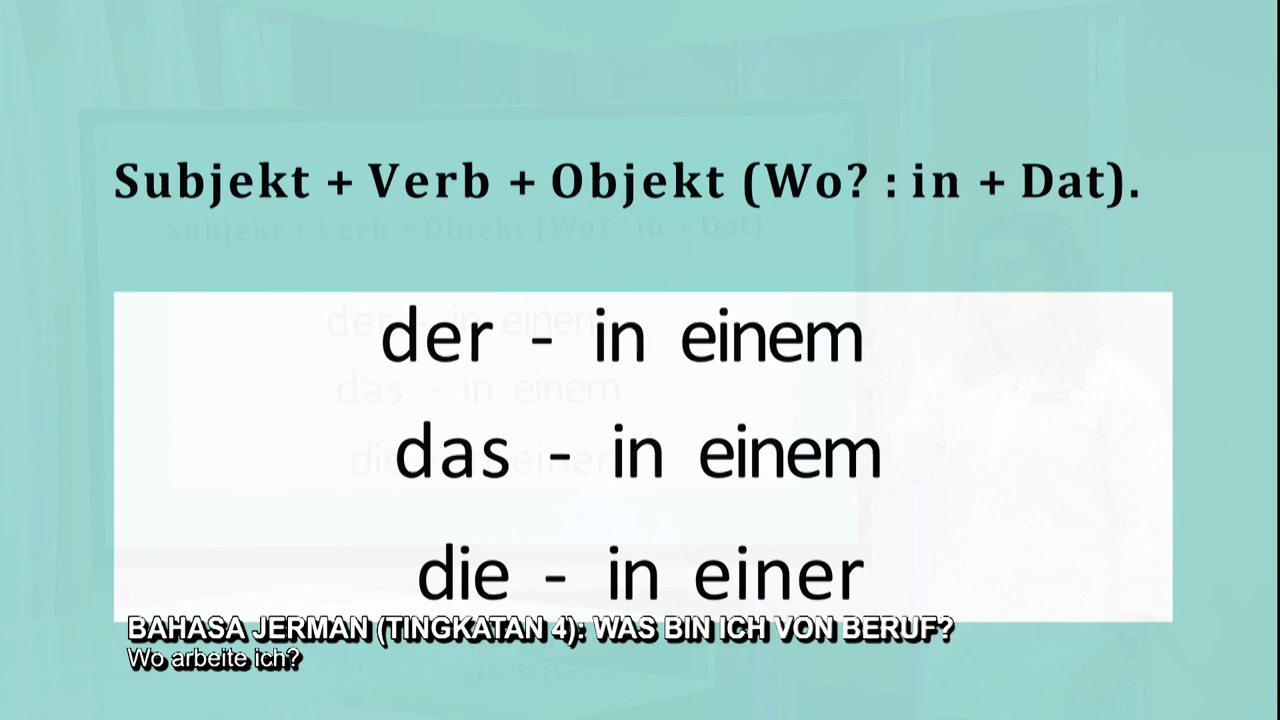 Subjekt + Verb + Objekt (Wo? : in + Dat).
der - in einem
das - in einem
die - in einer
BAHASA JERMAN (TINGKATAN 4): WAS BIN ICH VON BERUF?
Wo arbeite ich?